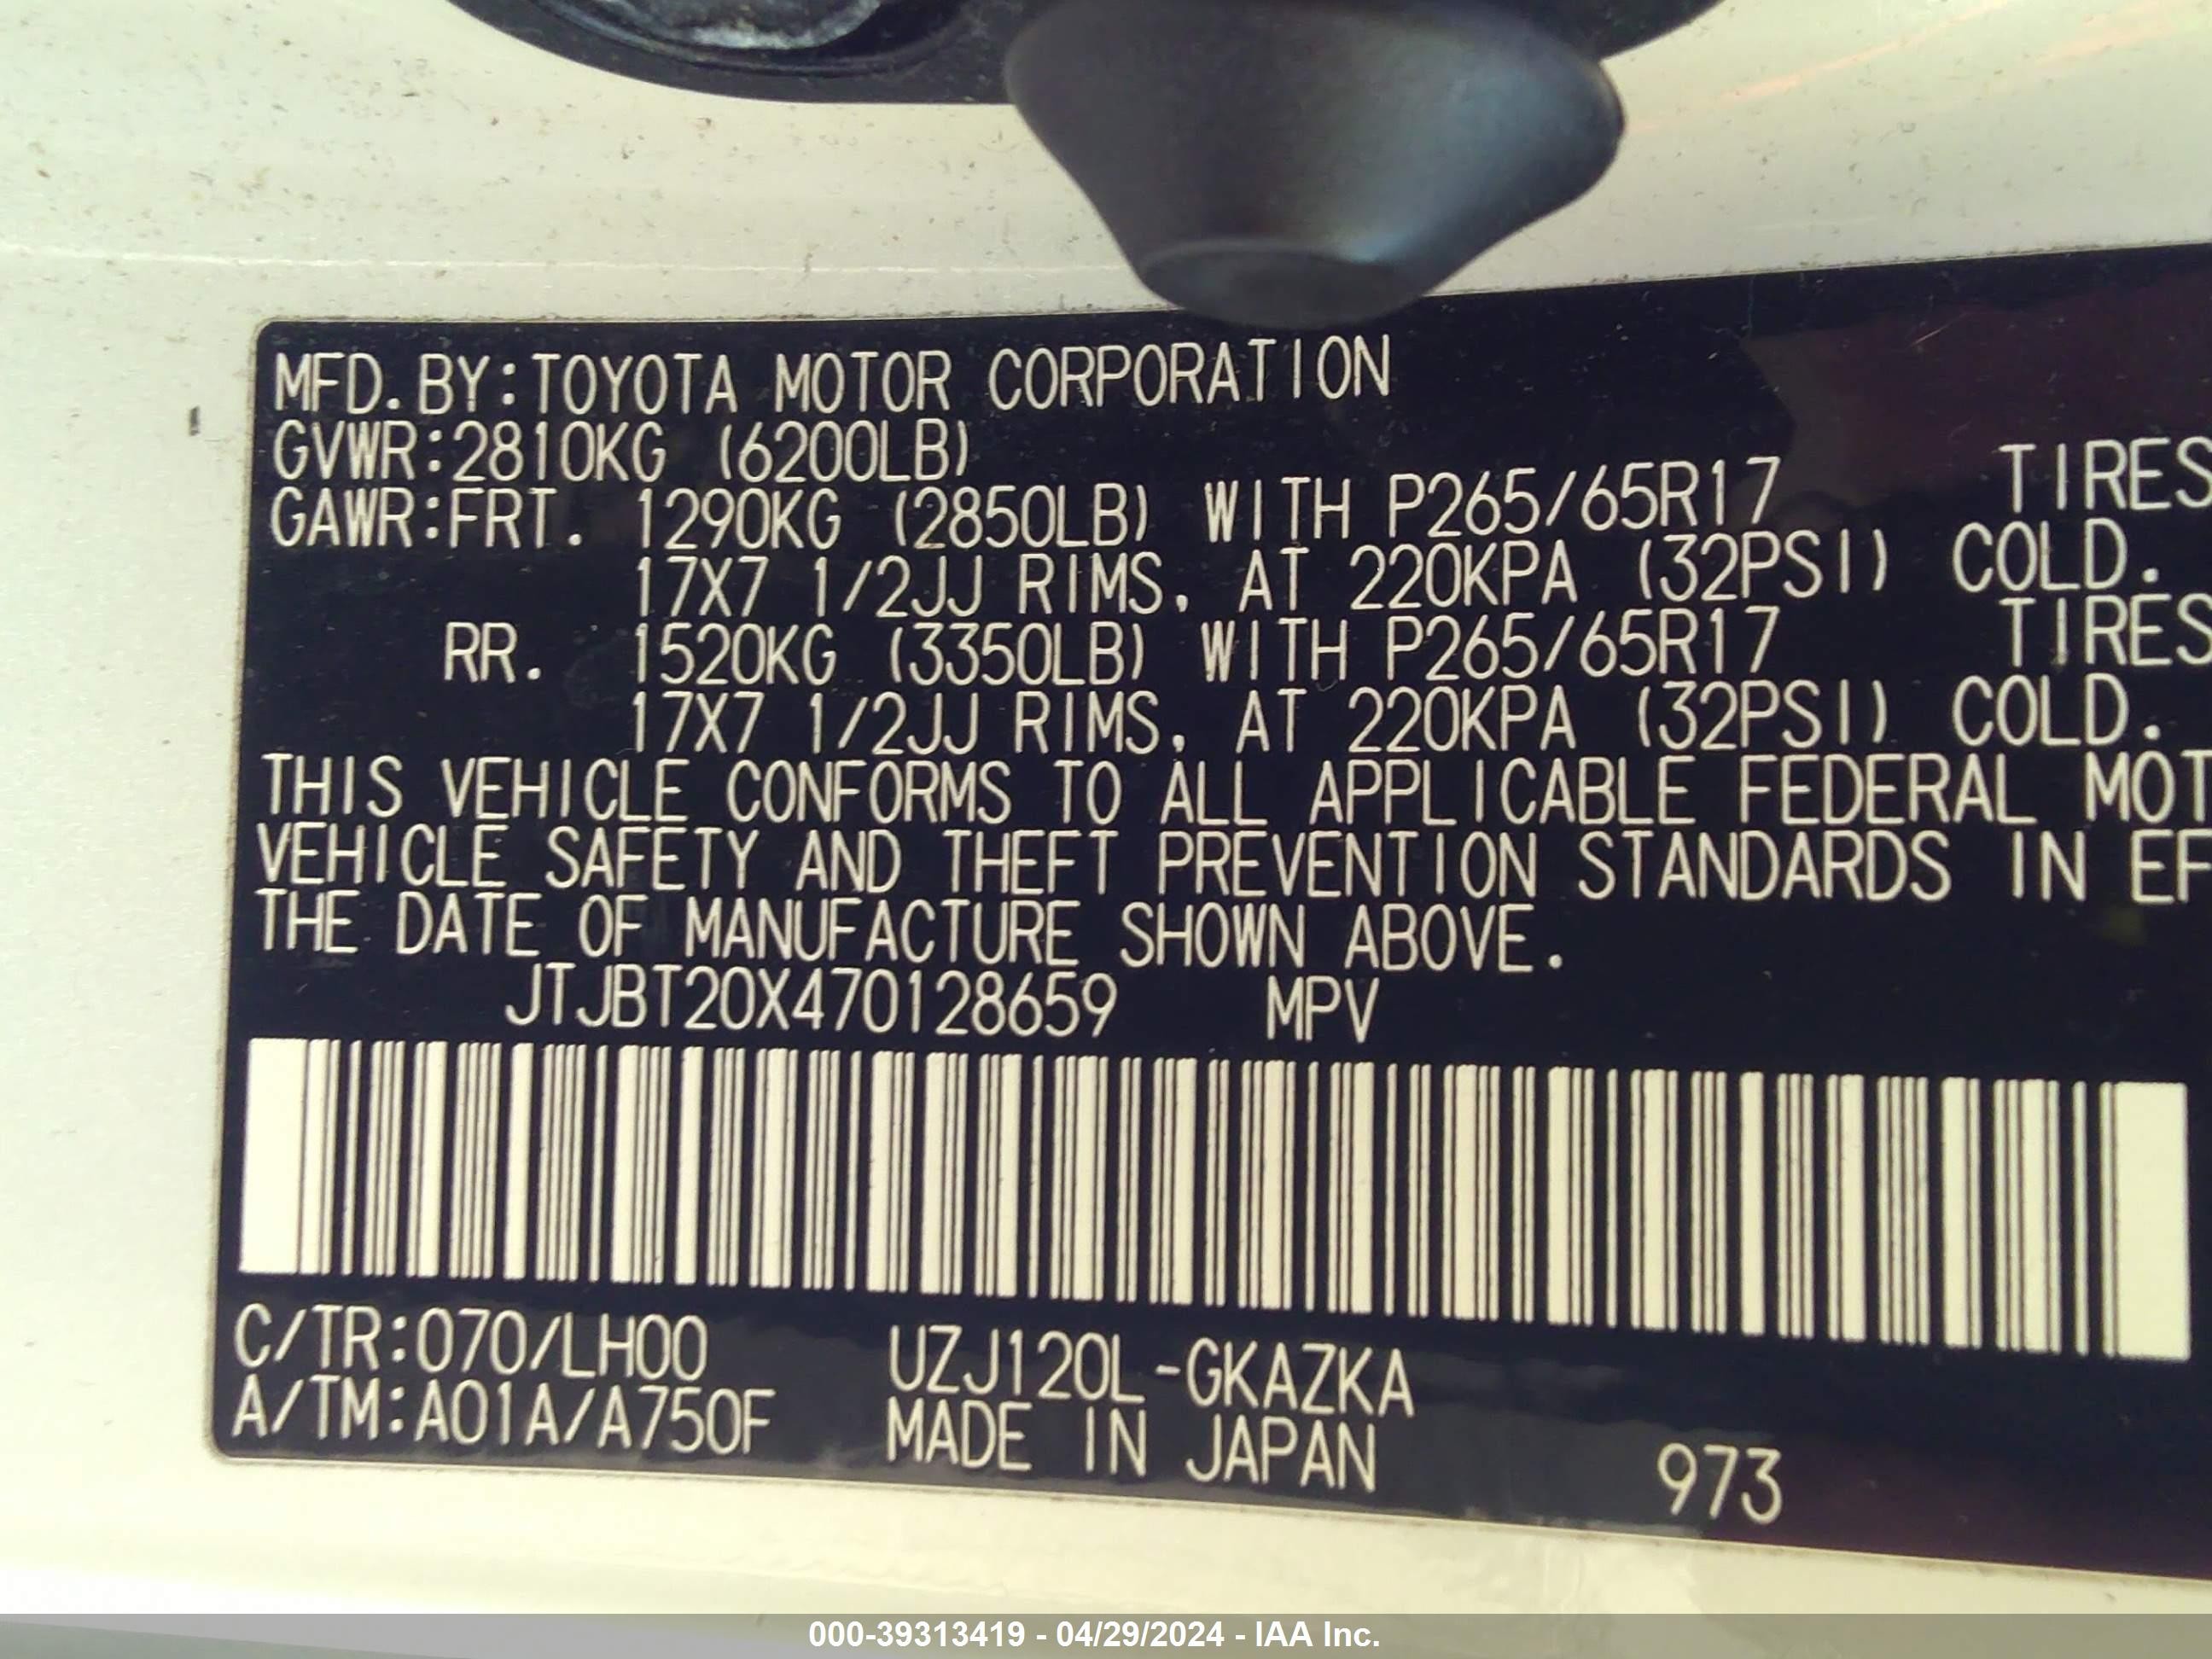 MFD. BY: TOYOTA MOTOR CORPORATION
GVWR: 2810KG (6200LB)
GAWR: FRT. 1290KG (2850LB) WITH P265/65R17 TIRES
17X7 1/2JJ RIMS, AT 220KPA (32PSI) COLD.
RR. 1520KG (3350LB) WITH P265/65R17 TIRES
17X7 1/2JJ RIMS, AT 220KPA (32PSI) COLD.
THIS VEHICLE CONFORMS TO ALL APPLICABLE FEDERAL MOT
VEHICLE SAFETY AND THEFT PREVENTION STANDARDS IN EF
THE DATE OF MANUFACTURE SHOWN ABOVE.
JTJBT20X470128659 MPV
C/TR: 070/LH00 UZJ120L-GKAZKA
A/TM: A01A/A750F MADE IN JAPAN 973
000-39313419 - 04/29/2024 - IAA Inc.